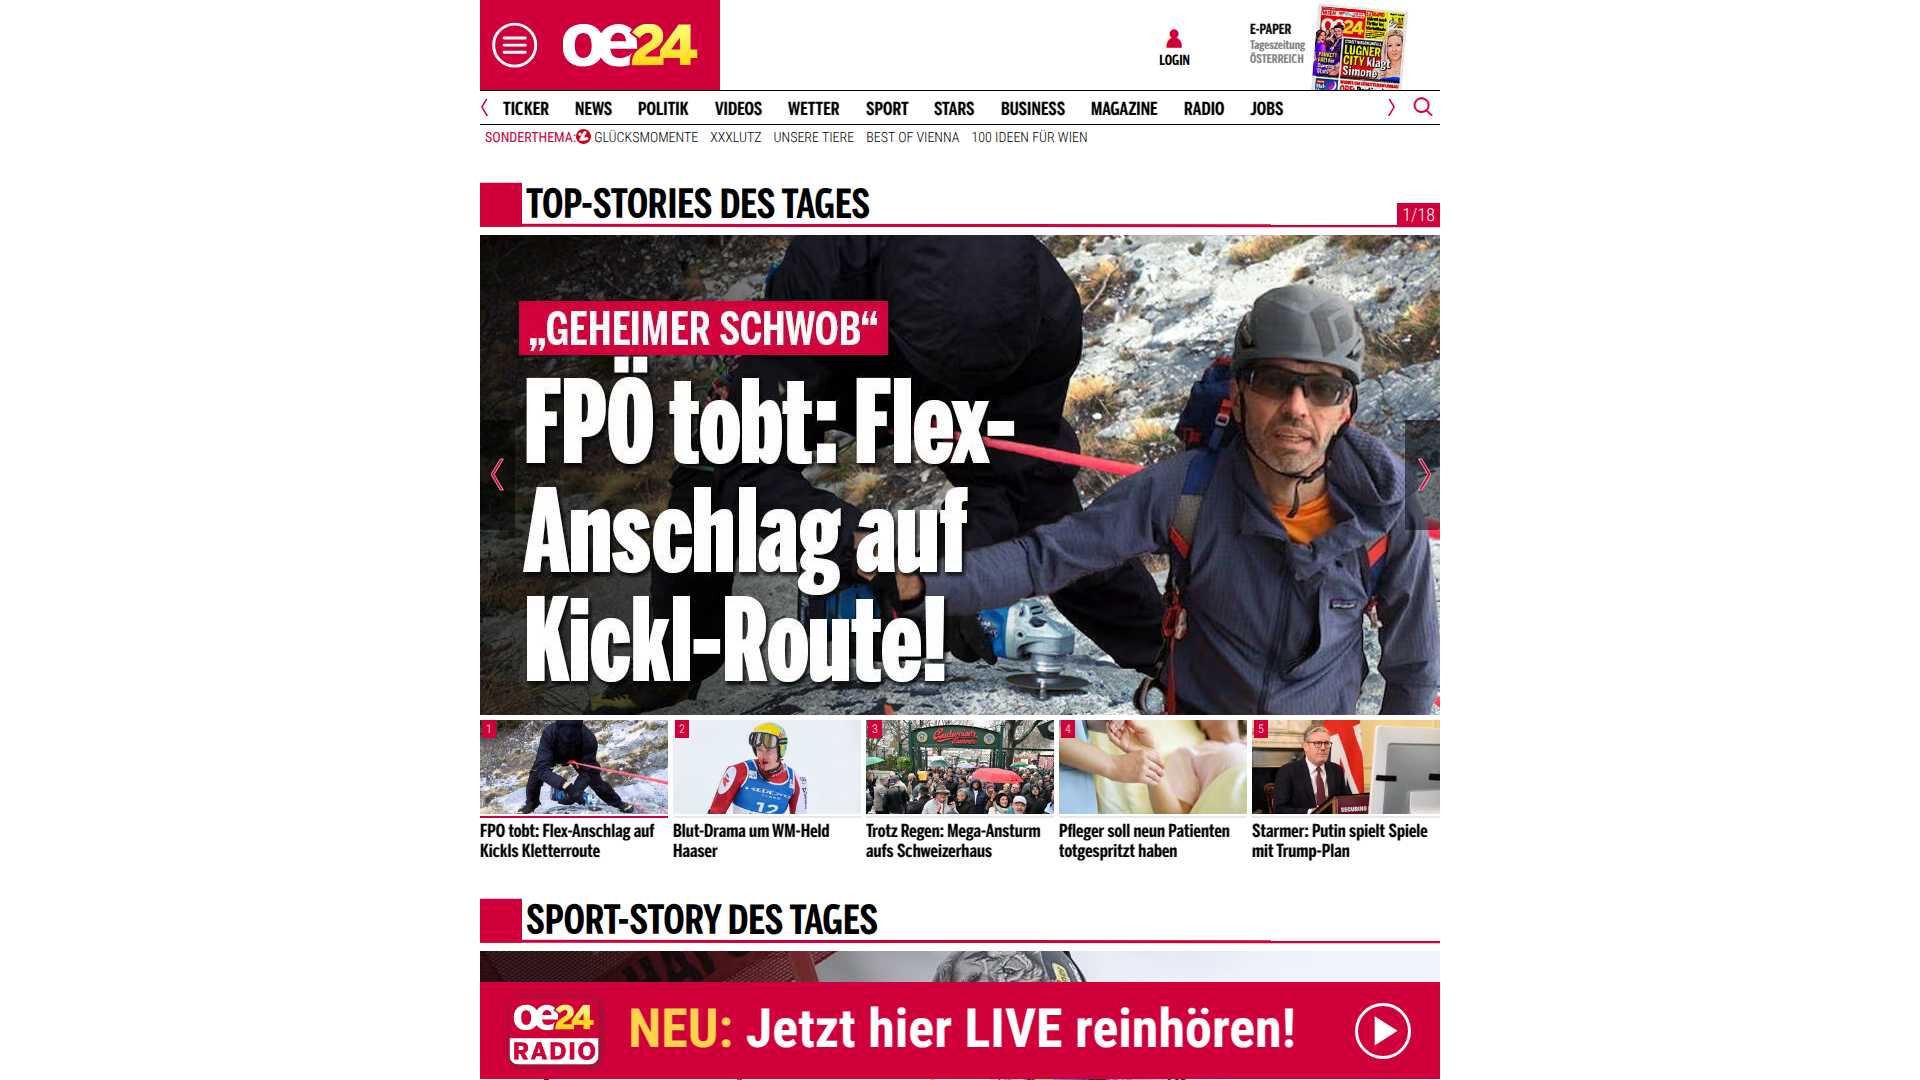 oe24
LOGIN
E-PAPER
Tageszeitung
ÖSTERREICH
oe24
LUGNER
CITY klagt
Simone
TICKER NEWS POLITIK VIDEOS WETTER SPORT STARS BUSINESS MAGAZINE RADIO JOBS
SONDERTHEMA: GLÜCKSMOMENTE XXXLUTZ UNSERE TIERE BEST OF VIENNA 100 IDEEN FÜR WIEN
TOP-STORIES DES TAGES
1/18
„GEHEIMER SCHWOB“
FPÖ tobt: Flex-
Anschlag auf
Kickl-Route!
1
2
3
4
5
12
Budweiser
SECURING
FPÖ tobt: Flex-Anschlag auf
Kickls Kletterroute
Blut-Drama um WM-Held
Haaser
Trotz Regen: Mega-Ansturm
aufs Schweizerhaus
Pfleger soll neun Patienten
totgespritzt haben
Starmer: Putin spielt Spiele
mit Trump-Plan
SPORT-STORY DES TAGES
oe24
RADIO
NEU: Jetzt hier LIVE reinhören!